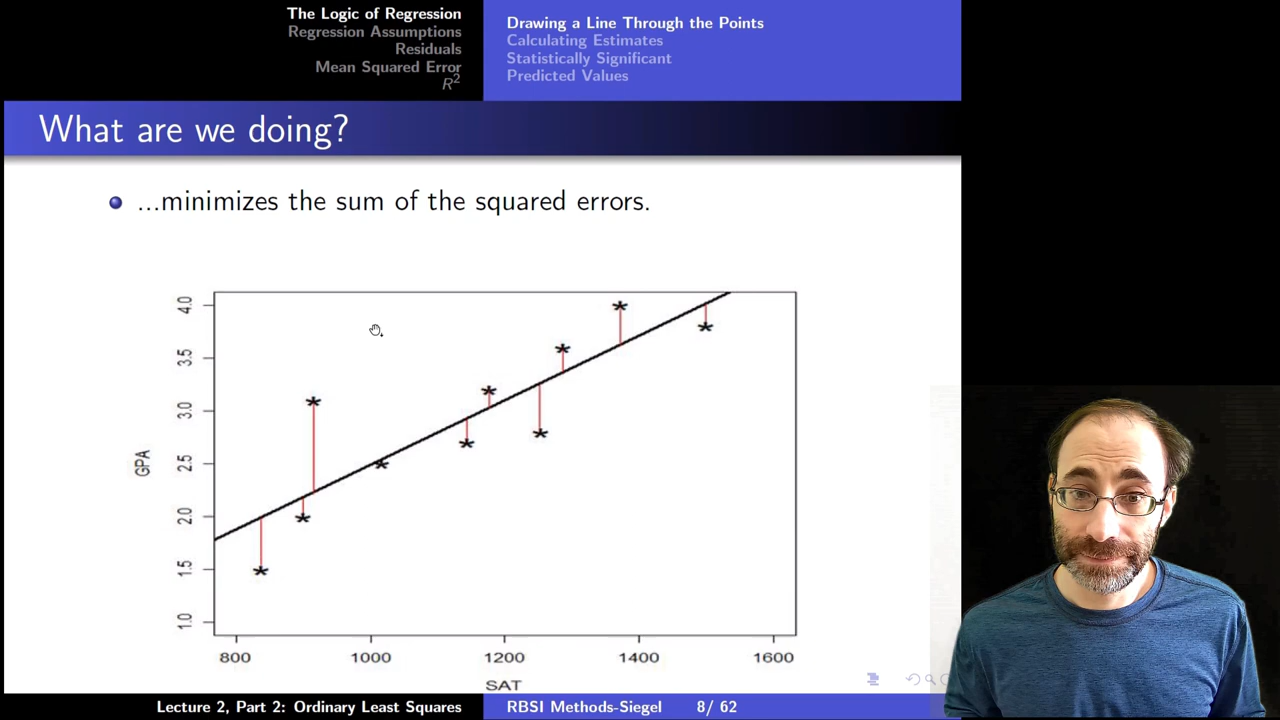 The Logic of Regression
Regression Assumptions
Residuals
Mean Squared Error
R²
Drawing a Line Through the Points
Calculating Estimates
Statistically Significant
Predicted Values
What are we doing?
...minimizes the sum of the squared errors.
4.0
3.5
3.0
2.5
2.0
1.5
1.0
GPA
800 1000 1200 1400 1600
SAT
Lecture 2, Part 2: Ordinary Least Squares RBSI Methods-Siegel 8/ 62